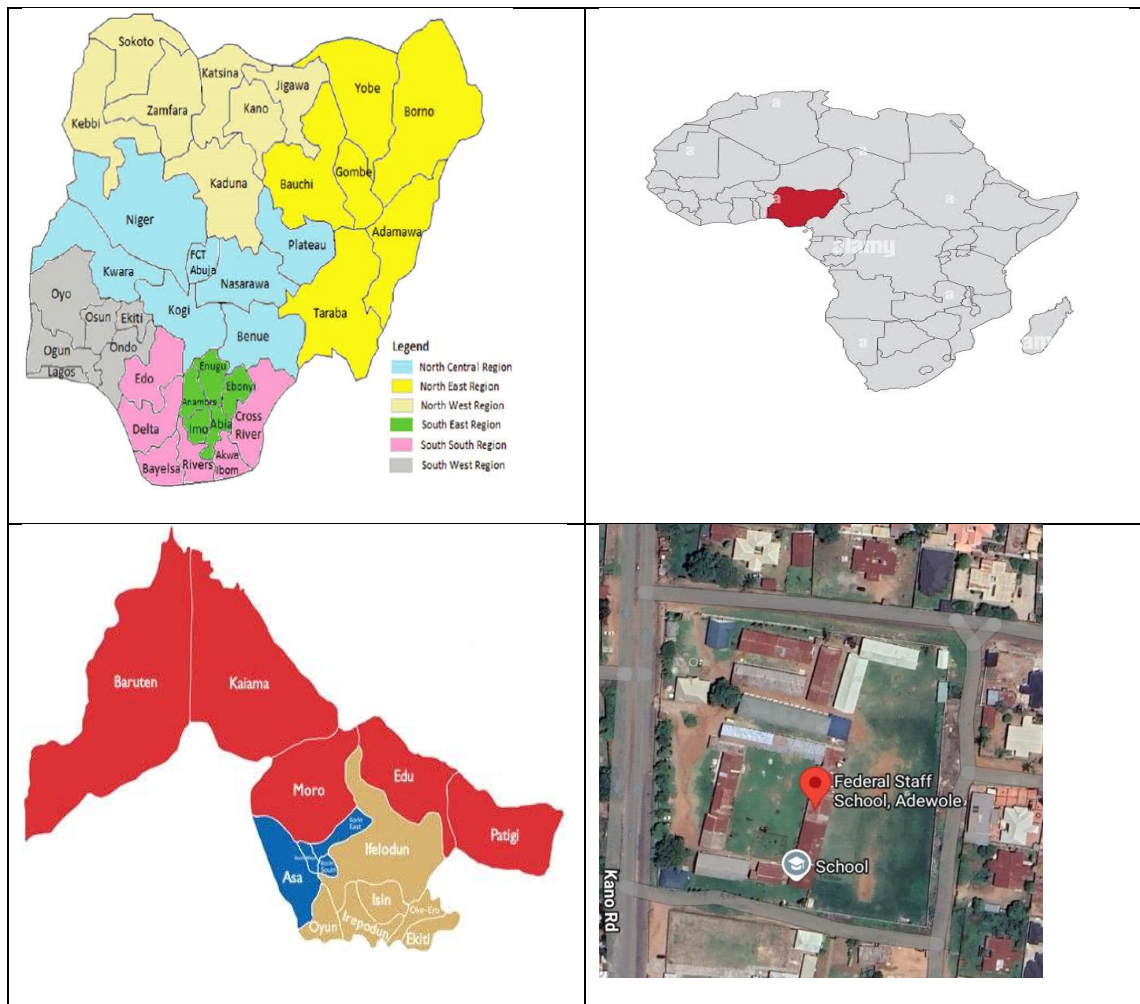 Sokoto
Katsina
Jigawa
Yobe
Borno
Zamfara
Kano
Kebbi
Kaduna
Bauchi
Gombe
Adamawa
Niger
Plateau
FCT
Abuja
Kwara
Nasarawa
Taraba
Oyo
Kogi
Benue
Osun
Ekiti
Ogun
Ondo
Lagos
Edo
Enugu
Ebonyi
Anambrs
Imo
Abia
Cross
River
Delta
Bayelsa
Rivers
Akwa
Ibom
Legend
North Central Region
North East Region
North West Region
South East Region
South South Region
South West Region
a
a
a
a
a
alamy
a
a
alam
Baruten
Kaiama
Moro
Edu
Patigi
Ilorin
East
South
Asa
Ifelodun
Isin
Oke-Ero
Oyun
Irepodun
Ekiti
Federal Staff
School, Adewole
School
Kano Rd